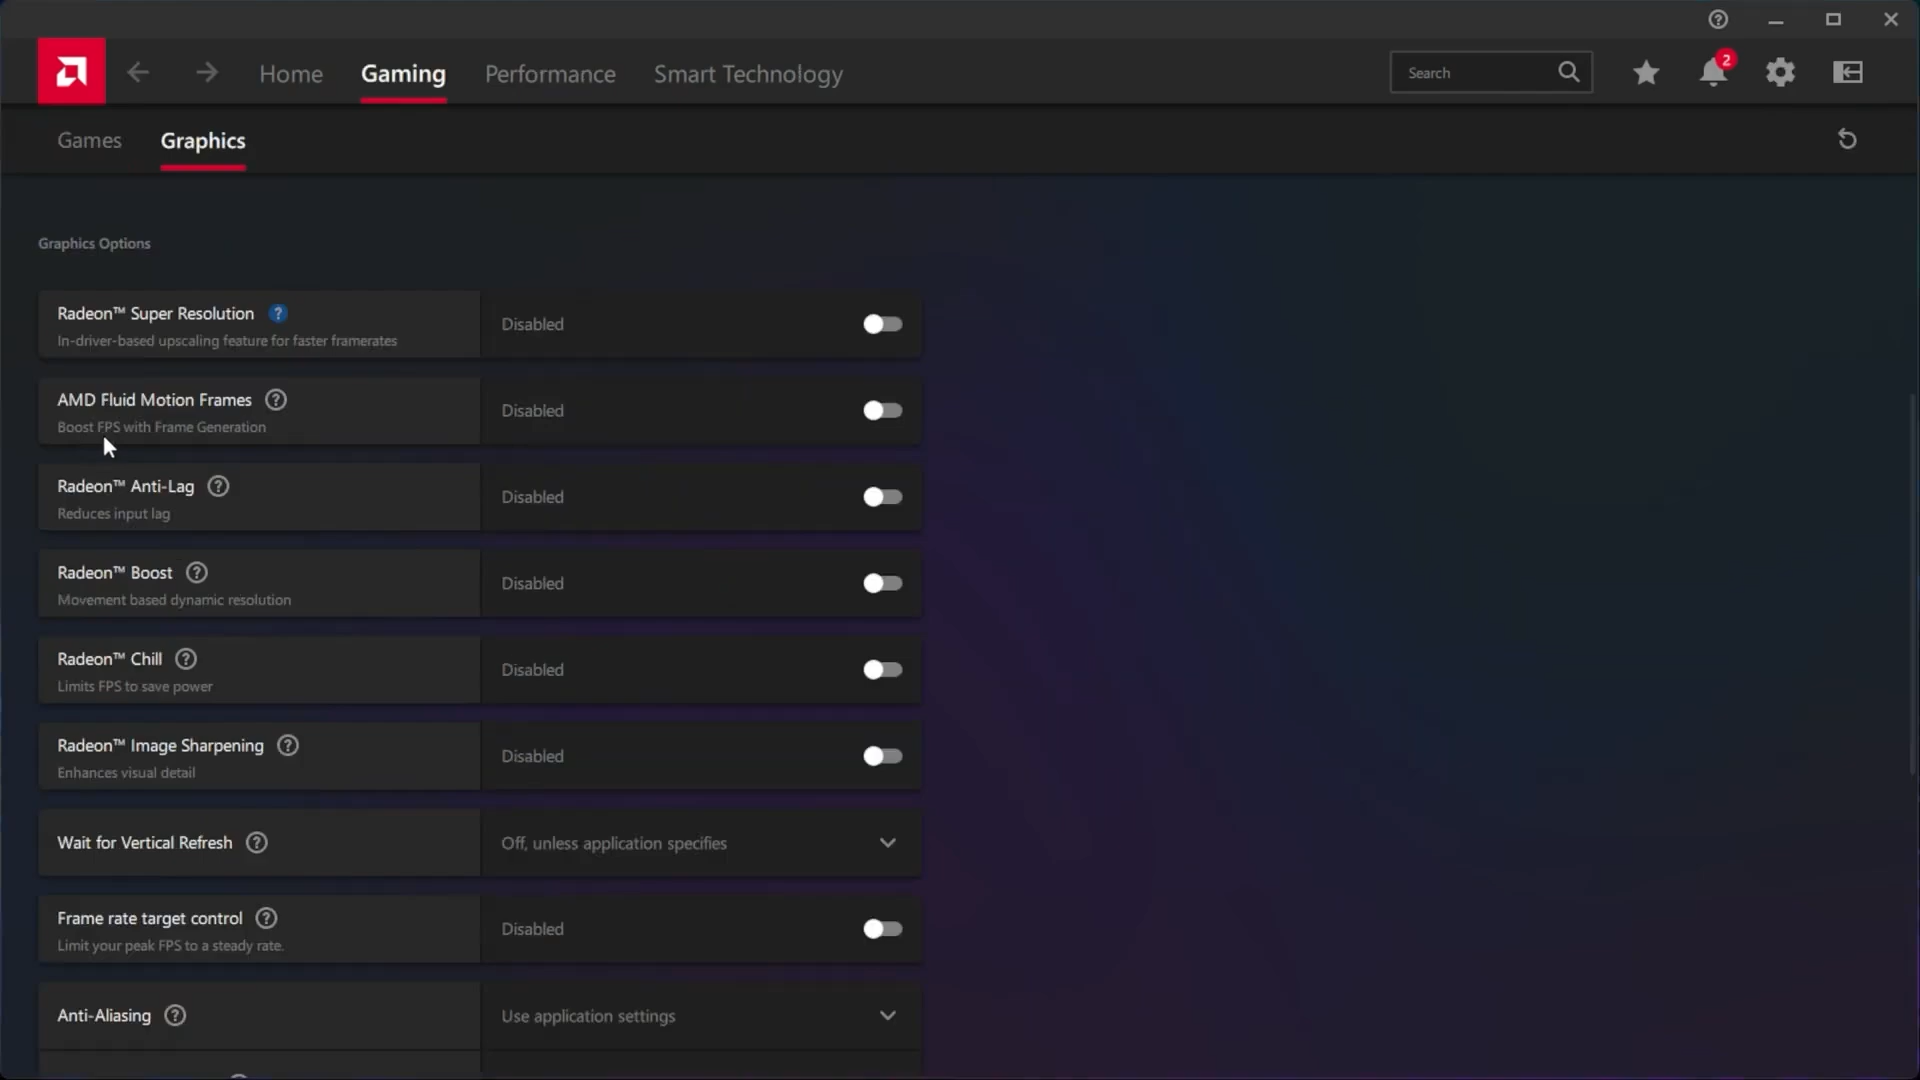 2
Home
Gaming
Performance
Smart Technology
Search
Games
Graphics
Graphics Options
Radeon™ Super Resolution
In-driver-based upscaling feature for faster framerates
Disabled
AMD Fluid Motion Frames
Boost FPS with Frame Generation
Disabled
Radeon™ Anti-Lag
Reduces input lag
Disabled
Radeon™ Boost
Movement based dynamic resolution
Disabled
Radeon™ Chill
Limits FPS to save power
Disabled
Radeon™ Image Sharpening
Enhances visual detail
Disabled
Wait for Vertical Refresh
Off, unless application specifies
Frame rate target control
Limit your peak FPS to a steady rate.
Disabled
Anti-Aliasing
Use application settings